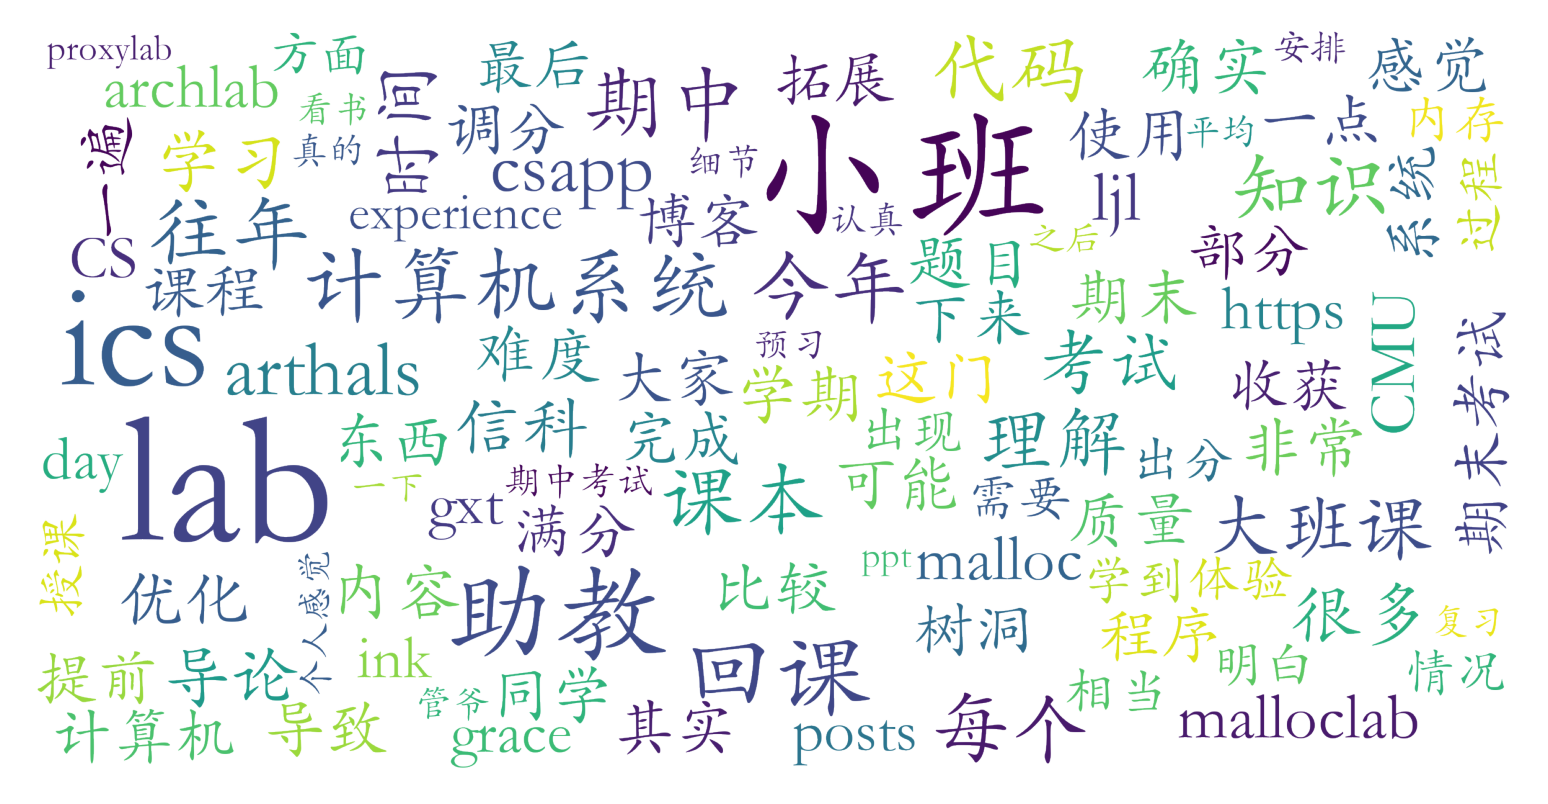 proxylab
方面
最后
代码
确实
安排
感觉
archlab
看书
时间
期中
拓展
一遍
学习
真的
调分
小班
使用
平均
一点
内存
csapp
细节
知识
系统
过程
往年
experience
博客
认真
ljl
CS
课程
计算机系统
今年
题目
之后
部分
下来
期末
https
ics
arthals
难度
大家
预习
学期
这门
考试
收获
CMU
期末考试
lab
东西
信科
完成
出现
理解
出分
非常
day
一下
gxt
期中考试
满分
课本
可能
需要
质量
大班课
授课
优化
个人感觉
内容
助教
比较
ppt
malloc
学到体验
树洞
程序
很多
复习
提前
导论
ink
回课
明白
情况
管爷
同学
相当
计算机
导致
grace
其实
posts
每个
malloclab